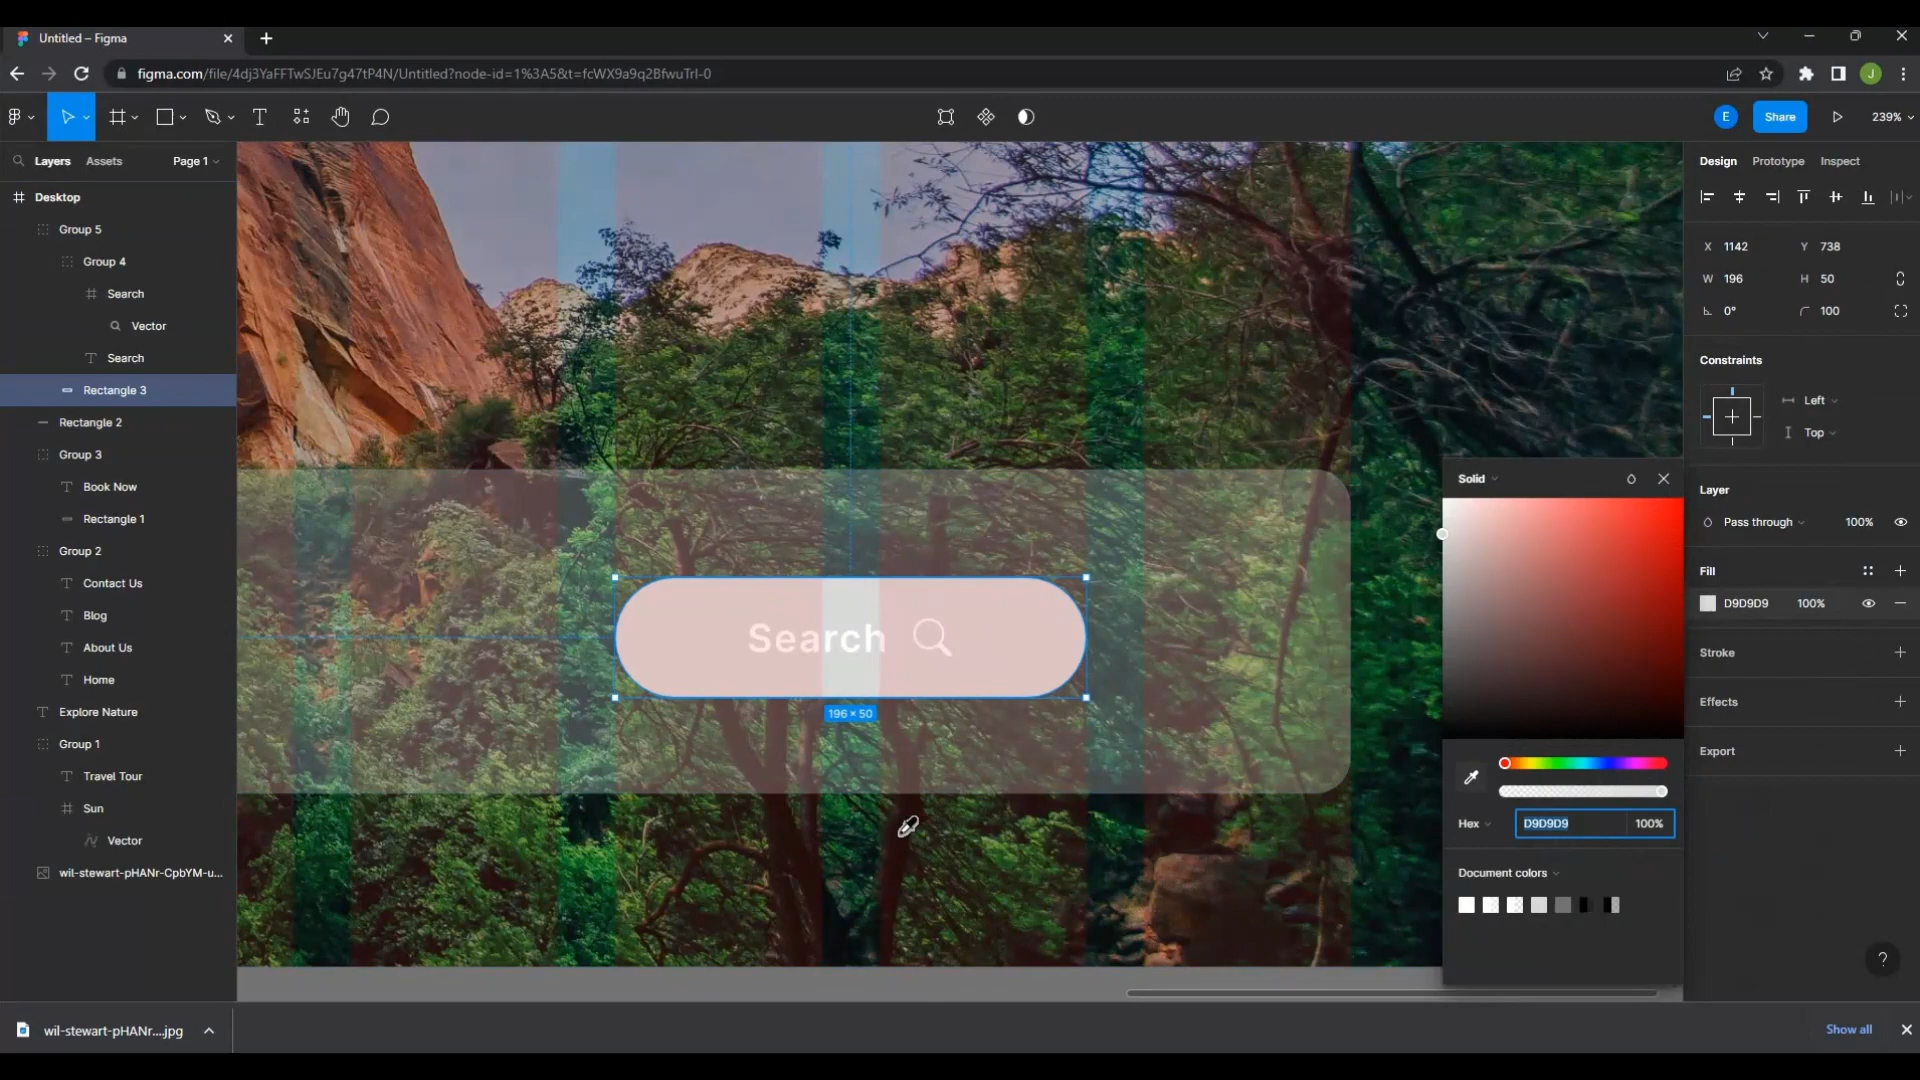 Untitled – Figma
figma.com/file/4dj3YaFFTwSJEu7g47tP4N/Untitled?node-id=1%3A5&t=fcWX9a9q2BfwuTrI-0
J
E
Share
239%
Layers
Assets
Page 1
Design
Prototype
Inspect
Desktop
Group 5
Group 4
Search
Vector
Search
Rectangle 3
Rectangle 2
Group 3
Book Now
Rectangle 1
Group 2
Contact Us
Blog
About Us
Home
Explore Nature
Group 1
Travel Tour
Sun
Vector
wil-stewart-pHANr-CpbYM-u...
Search
196 × 50
X 1142
Y 738
W 196
H 50
0°
100
Constraints
Left
Top
Layer
Pass through
100%
Fill
D9D9D9
100%
Stroke
Effects
Export
Solid
Hex
D9D9D9
100%
Document colors
?
wil-stewart-pHANr....jpg
Show all